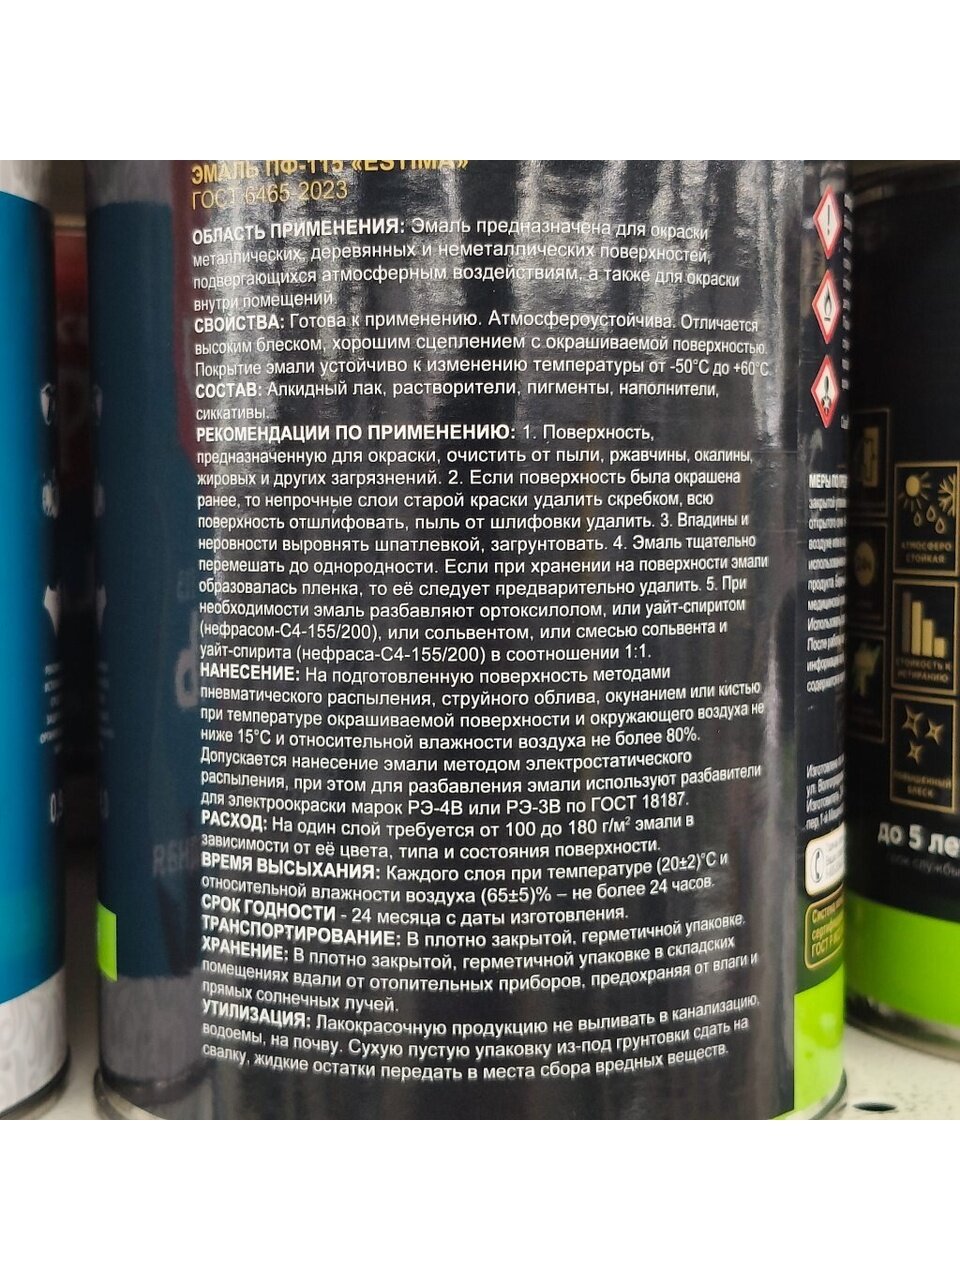 ЭМАЛЬ ПФ-115 «ESTIMA»
ГОСТ 6465-2023
ОБЛАСТЬ ПРИМЕНЕНИЯ: Эмаль предназначена для окраски
металлических, деревянных и неметаллических поверхностей,
подвергающихся атмосферным воздействиям, а также для окраски
внутри помещений.
СВОЙСТВА: Готова к применению. Атмосфероустойчива. Отличается
высоким блеском, хорошим сцеплением с окрашиваемой поверхностью.
Покрытие эмали устойчиво к изменению температуры от -50°С до +60°С.
СОСТАВ: Алкидный лак, растворители, пигменты, наполнители,
сиккативы.
РЕКОМЕНДАЦИИ ПО ПРИМЕНЕНИЮ: 1. Поверхность,
предназначенную для окраски, очистить от пыли, ржавчины, окалины,
жировых и других загрязнений. 2. Если поверхность была окрашена
ранее, то непрочные слои старой краски удалить скребком, всю
поверхность отшлифовать, пыль от шлифовки удалить. 3. Впадины и
неровности выровнять шпатлевкой, загрунтовать. 4. Эмаль тщательно
перемешать до однородности. Если при хранении на поверхности эмали
образовалась пленка, то её следует предварительно удалить. 5. При
необходимости эмаль разбавляют ортоксилолом, или уайт-спиритом
(нефрасом-С4-155/200), или сольвентом, или смесью сольвента и
уайт-спирита (нефраса-С4-155/200) в соотношении 1:1.
НАНЕСЕНИЕ: На подготовленную поверхность методами
пневматического распыления, струйного облива, окунанием или кистью
при температуре окрашиваемой поверхности и окружающего воздуха не
ниже 15°С и относительной влажности воздуха не более 80%.
Допускается нанесение эмали методом электростатического
распыления, при этом для разбавления эмали используют разбавители
для электроокраски марок РЭ-4В или РЭ-3В по ГОСТ 18187.
РАСХОД: На один слой требуется от 100 до 180 г/м² эмали в
зависимости от её цвета, типа и состояния поверхности.
ВРЕМЯ ВЫСЫХАНИЯ: Каждого слоя при температуре (20±2)°С и
относительной влажности воздуха (65±5)% – не более 24 часов.
СРОК ГОДНОСТИ - 24 месяца с даты изготовления.
ТРАНСПОРТИРОВАНИЕ: В плотно закрытой, герметичной упаковке.
ХРАНЕНИЕ: В плотно закрытой, герметичной упаковке в складских
помещениях вдали от отопительных приборов, предохраняя от влаги и
прямых солнечных лучей.
УТИЛИЗАЦИЯ: Лакокрасочную продукцию не выливать в канализацию,
водоемы, на почву. Сухую пустую упаковку из-под грунтовки сдать на
свалку, жидкие остатки передать в места сбора вредных веществ.
МЕРЫ ПО
АТМОСФЕРО
СТОЙКАЯ
СТОЙКОСТЬ К
ИСТИРАНИЮ
ПОВЫШЕННЫЙ
БЛЕСК
до 5 ле